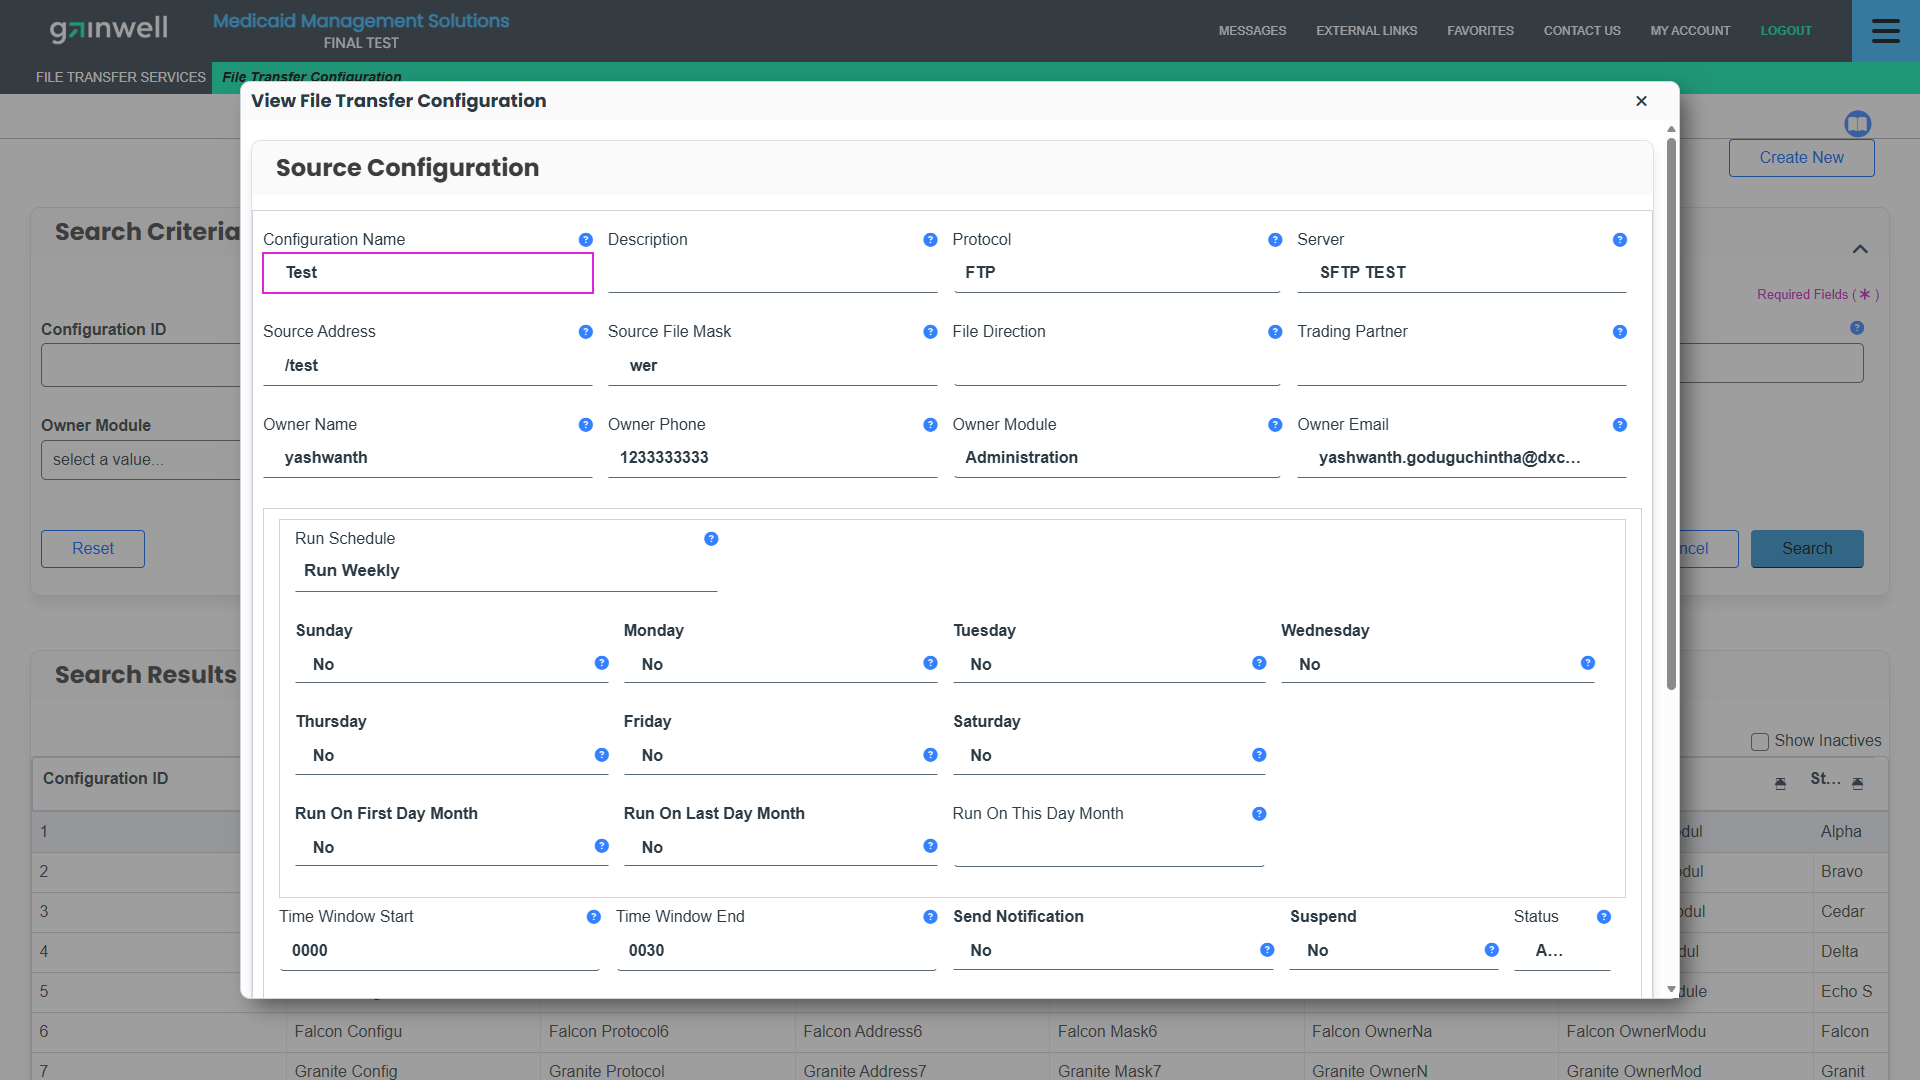 gainwell
Medicaid Management Solutions
FINAL TEST
MESSAGES EXTERNAL LINKS FAVORITES CONTACT US MY ACCOUNT LOGOUT
FILE TRANSFER SERVICES File Transfer Configuration
View File Transfer Configuration
Create New
Source Configuration
Search Criteria
Required Fields ( * )
Configuration ID
Owner Module
select a value...
Reset
ncel Search
Configuration Name Description Protocol Server
Test FTP SFTP TEST
Source Address Source File Mask File Direction Trading Partner
/test wer
Owner Name Owner Phone Owner Module Owner Email
yashwanth 1233333333 Administration yashwanth.goduguchintha@dxc...
Run Schedule
Run Weekly
Sunday Monday Tuesday Wednesday
No No No No
Thursday Friday Saturday
No No No
Run On First Day Month Run On Last Day Month Run On This Day Month
No No
Time Window Start Time Window End Send Notification Suspend Status
0000 0030 No No A...
Search Results
Show Inactives
Configuration ID St...
1 dul Alpha
2 dul Bravo
3 dul Cedar
4 ul Delta
5 dule Echo S
6 Falcon Configu Falcon Protocol6 Falcon Address6 Falcon Mask6 Falcon OwnerNa Falcon OwnerModu Falcon
7 Granite Config Granite Protocol Granite Address7 Granite Mask7 Granite OwnerN Granite OwnerMod Granit